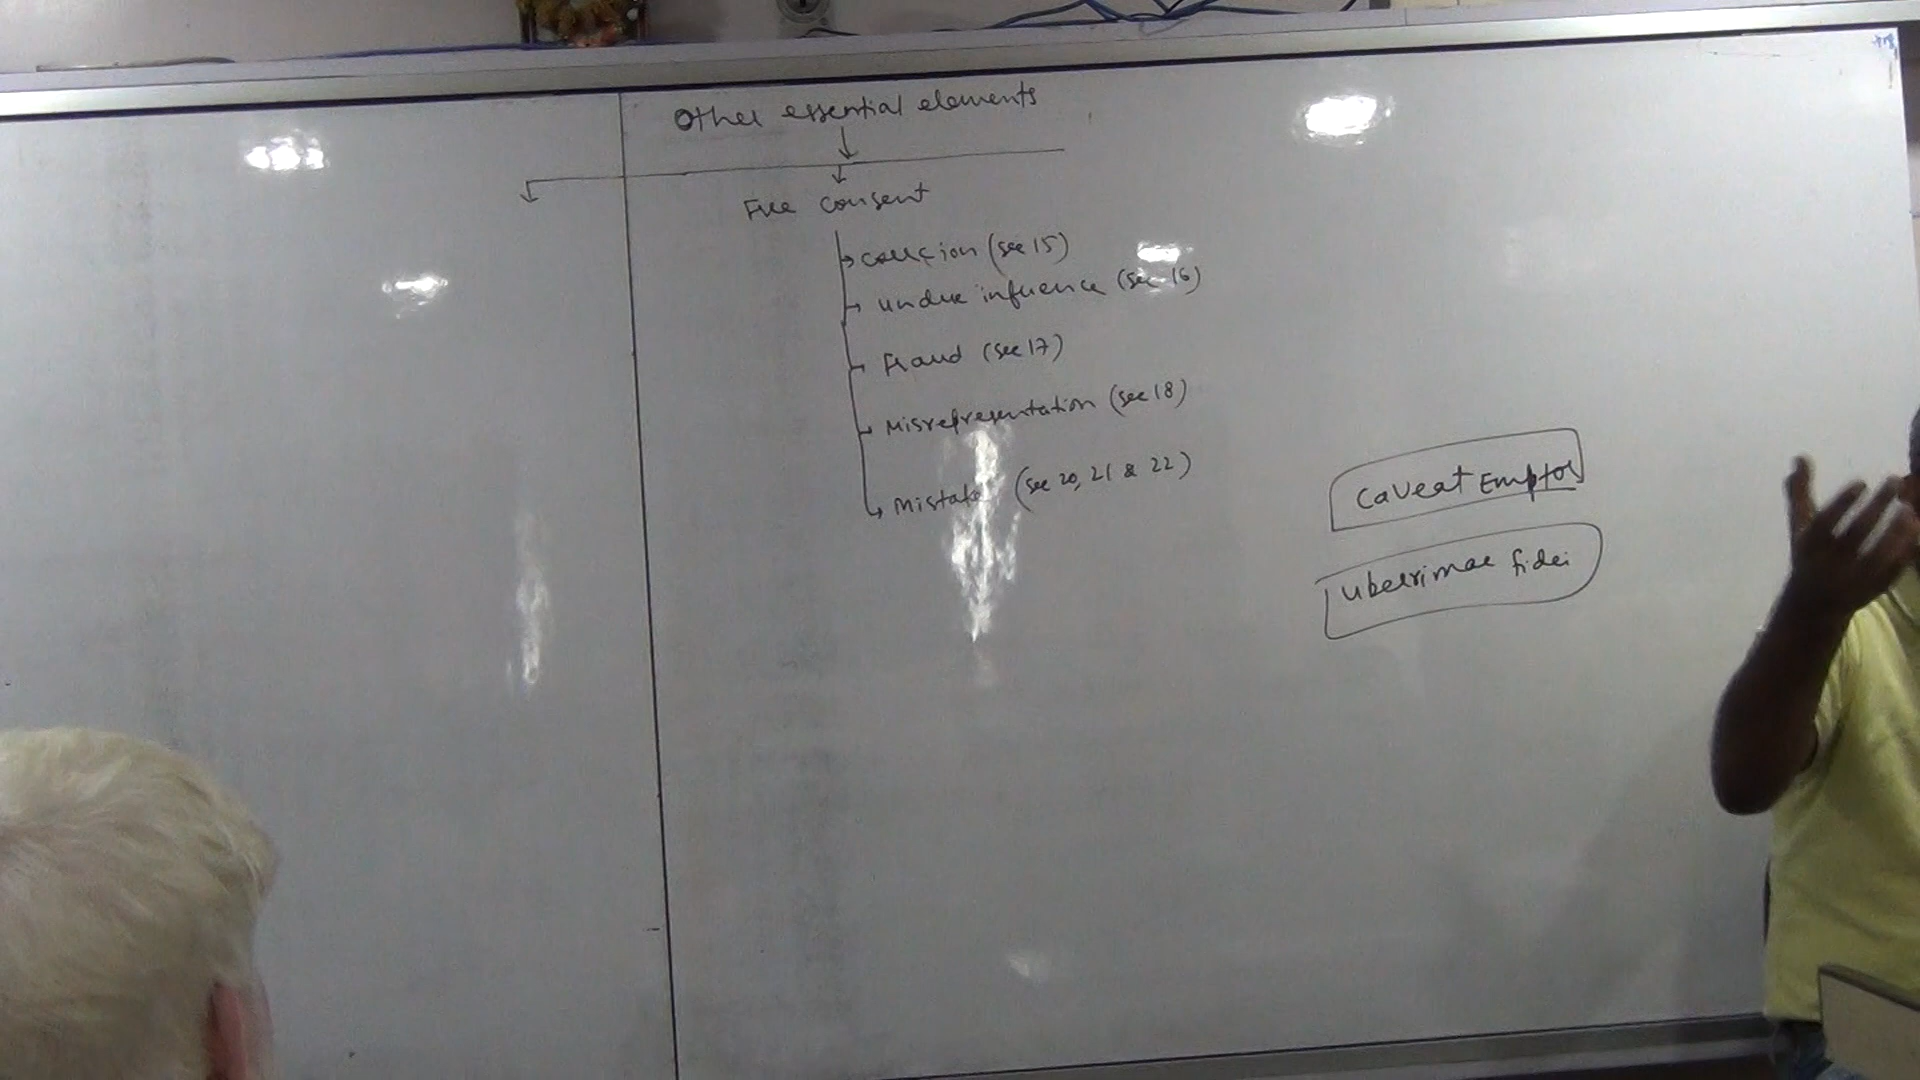 Other essential elements
Free consent
coercion (sec 15)
undue influence (sec 16)
Fraud (sec 17)
Misrepresentation (sec 18)
Mistake (sec 20, 21 & 22)
Caveat Emptor
uberrimae fidei